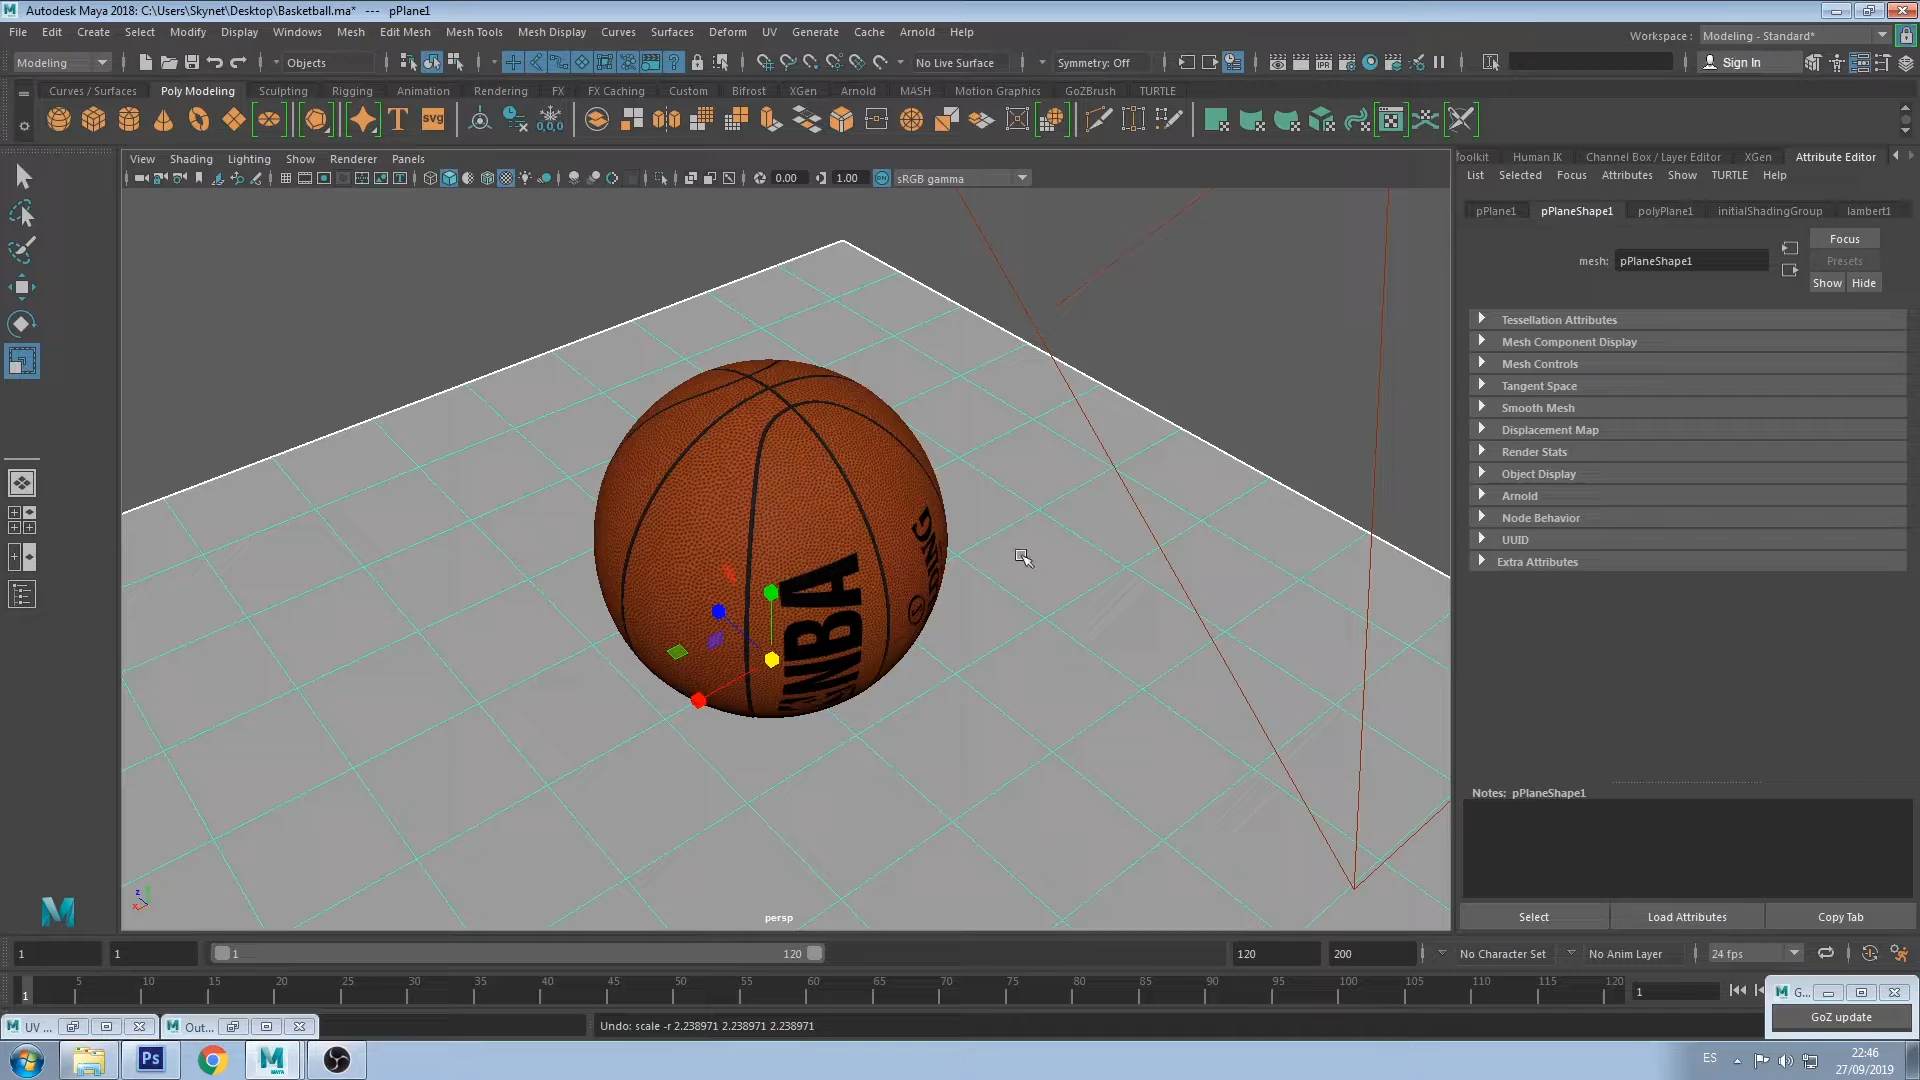 Autodesk Maya 2018: C:\Users\Skynet\Desktop\Basketball.ma* --- pPlane1
File Edit Create Select Modify Display Windows Mesh Edit Mesh Mesh Tools Mesh Display Curves Surfaces Deform UV Generate Cache Arnold Help
Workspace : Modeling - Standard*
Modeling Objects No Live Surface Symmetry: Off Sign In
Curves / Surfaces Poly Modeling Sculpting Rigging Animation Rendering FX FX Caching Custom Bifrost XGen Arnold MASH Motion Graphics GoZBrush TURTLE
View Shading Lighting Show Renderer Panels
0.00 1.00 sRGB gamma
oolkit Human IK Channel Box / Layer Editor XGen Attribute Editor
List Selected Focus Attributes Show TURTLE Help
pPlane1 pPlaneShape1 polyPlane1 initialShadingGroup lambert1
mesh: pPlaneShape1
Focus
Presets
Show Hide
Tessellation Attributes
Mesh Component Display
Mesh Controls
Tangent Space
Smooth Mesh
Displacement Map
Render Stats
Object Display
Arnold
Node Behavior
UUID
Extra Attributes
NBA
Notes: pPlaneShape1
persp
Select Load Attributes Copy Tab
1 1 1 120 120 200 No Character Set No Anim Layer 24 fps
1 5 10 15 20 25 30 35 40 45 50 55 60 65 70 75 80 85 90 95 100 105 110 115 120 1
G...
GoZ update
UV ... Out...
Undo: scale -r 2.238971 2.238971 2.238971
Ps
MAYA
ES
22:46
27/09/2019